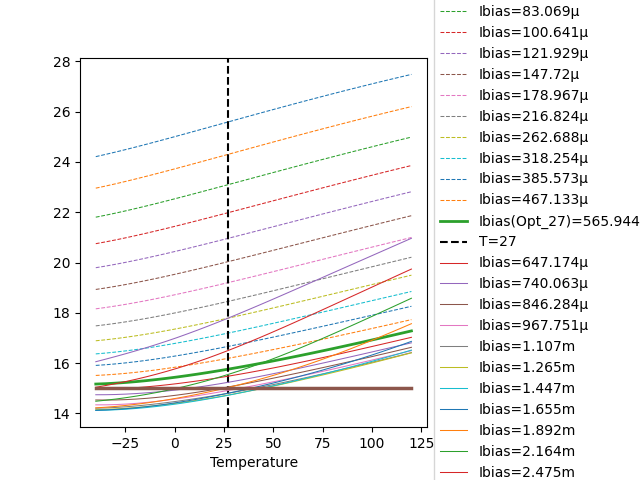 28
26
24
22
20
18
16
14
−25
0
25
50
75
100
125
Temperature
Ibias=83.069μ
Ibias=100.641μ
Ibias=121.929μ
Ibias=147.72μ
Ibias=178.967μ
Ibias=216.824μ
Ibias=262.688μ
Ibias=318.254μ
Ibias=385.573μ
Ibias=467.133μ
Ibias(Opt_27)=565.944
T=27
Ibias=647.174μ
Ibias=740.063μ
Ibias=846.284μ
Ibias=967.751μ
Ibias=1.107m
Ibias=1.265m
Ibias=1.447m
Ibias=1.655m
Ibias=1.892m
Ibias=2.164m
Ibias=2.475m